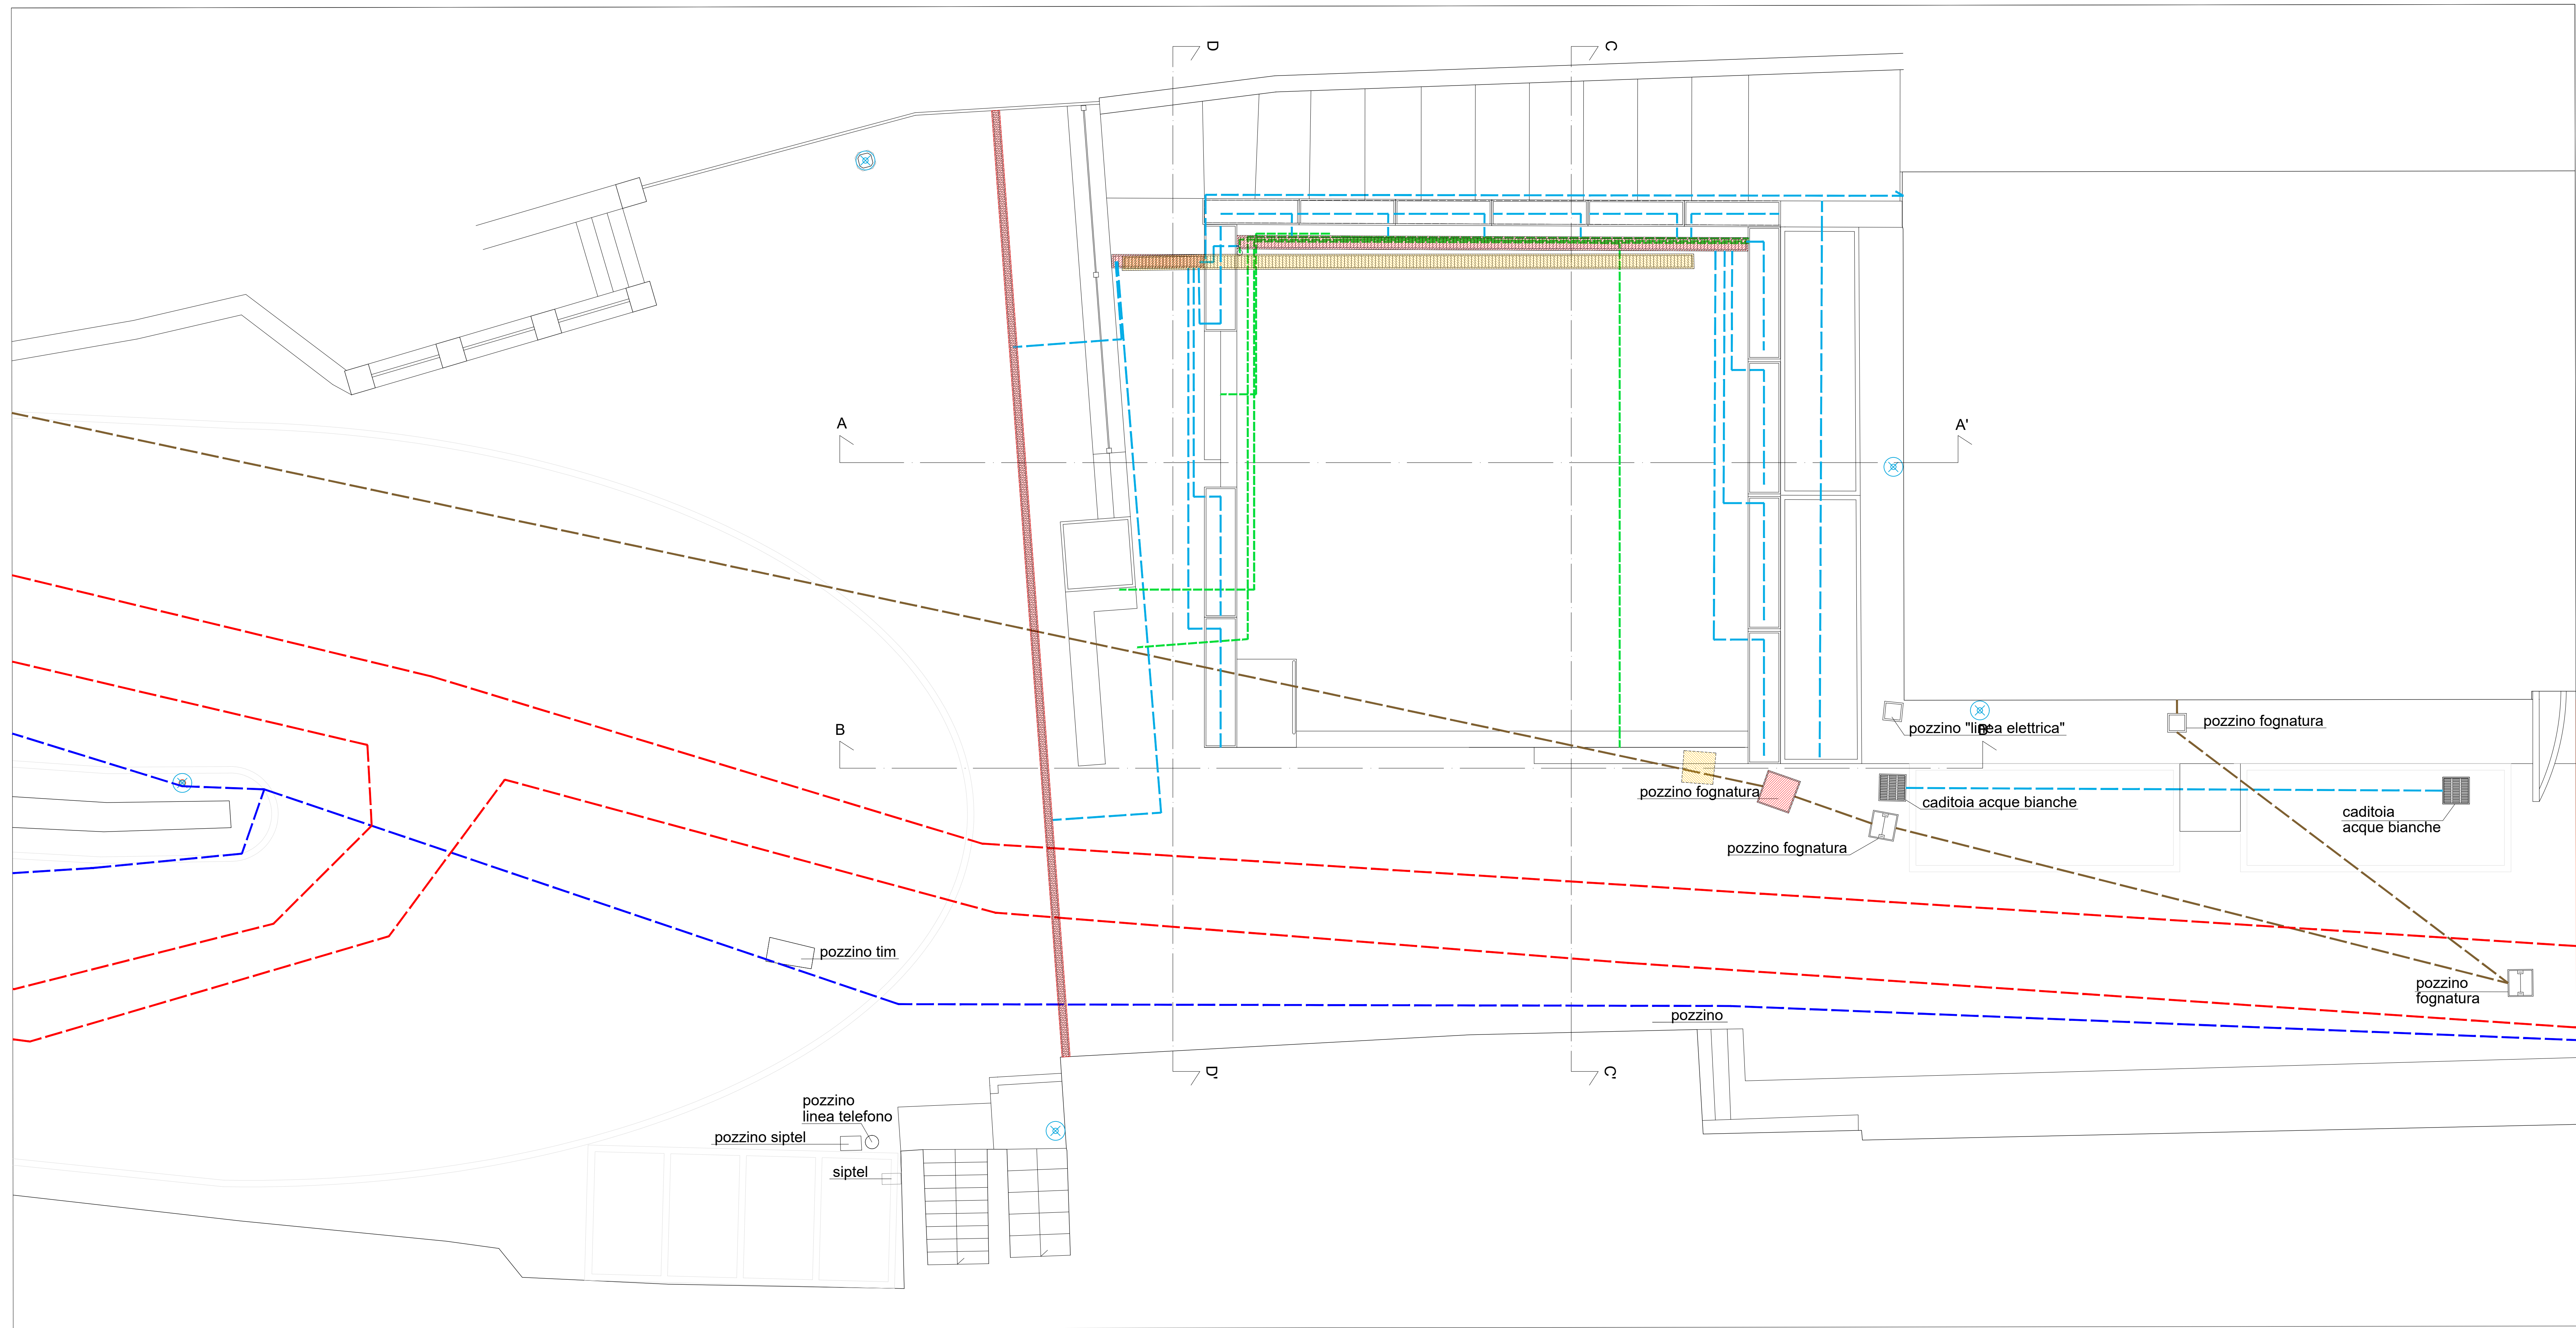 D
C
A
A'
B
pozzino "linea elettrica"
B'
pozzino fognatura
pozzino fognatura
caditoia acque bianche
caditoia
acque bianche
pozzino fognatura
pozzino tim
pozzino
fognatura
pozzino
D'
C'
pozzino
linea telefono
pozzino siptel
siptel